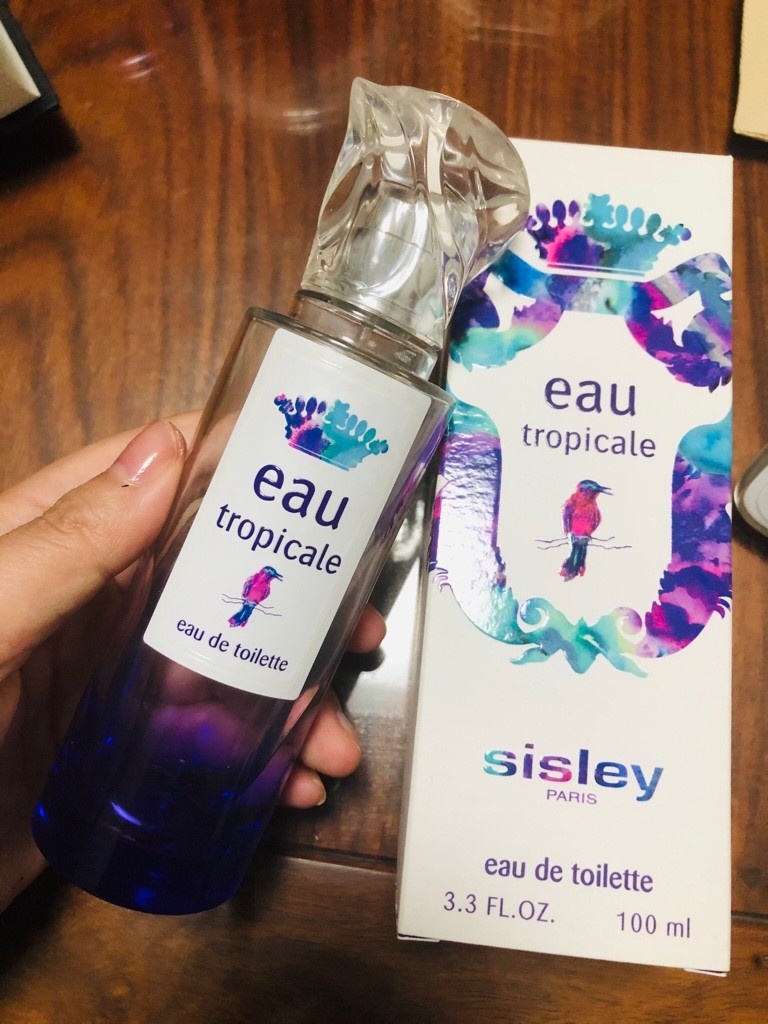 eau
tropicale
eau de toilette
eau
tropicale
sisley
PARIS
eau de toilette
3.3 FL.OZ. 100 ml